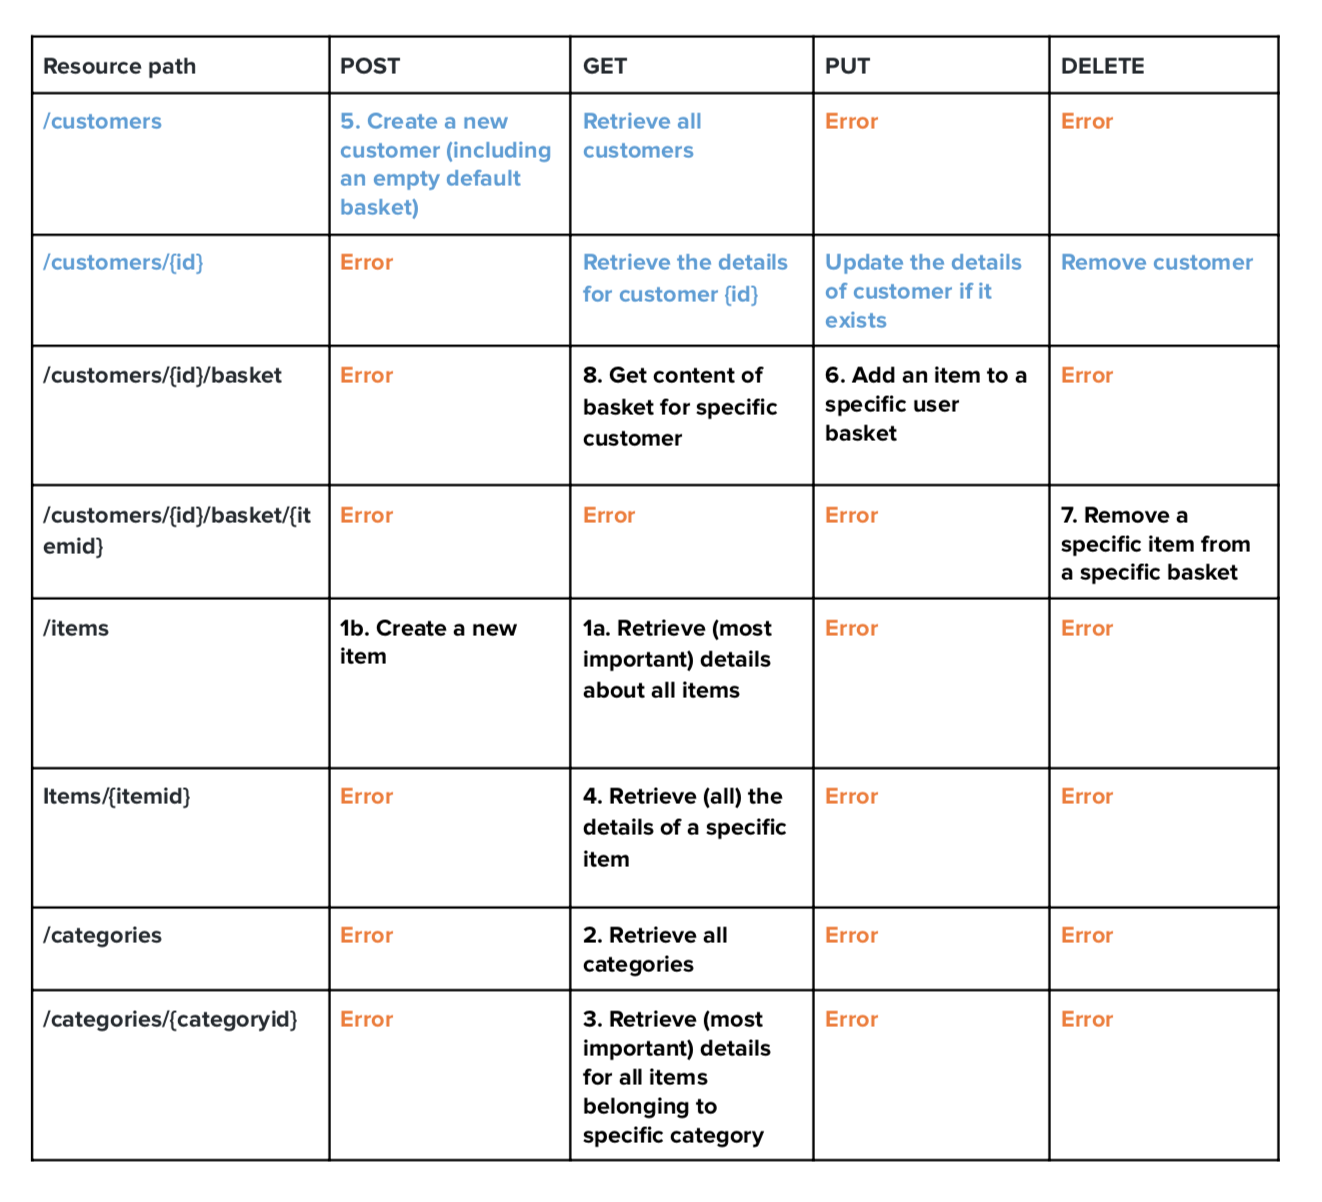 Resource path
POST
GET
PUT
DELETE
/customers
5. Create a new
customer (including
an empty default
basket)
Retrieve all
customers
Error
Error
/customers/{id}
Error
Retrieve the details
for customer {id}
Update the details
of customer if it
exists
Remove customer
/customers/{id}/basket
Error
8. Get content of
basket for specific
customer
6. Add an item to a
specific user
basket
Error
/customers/{id}/basket/{it
emid}
Error
Error
Error
7. Remove a
specific item from
a specific basket
/items
1b. Create a new
item
1a. Retrieve (most
important) details
about all items
Error
Error
Items/{itemid}
Error
4. Retrieve (all) the
details of a specific
item
Error
Error
/categories
Error
2. Retrieve all
categories
Error
Error
/categories/{categoryid}
Error
3. Retrieve (most
important) details
for all items
belonging to
specific category
Error
Error